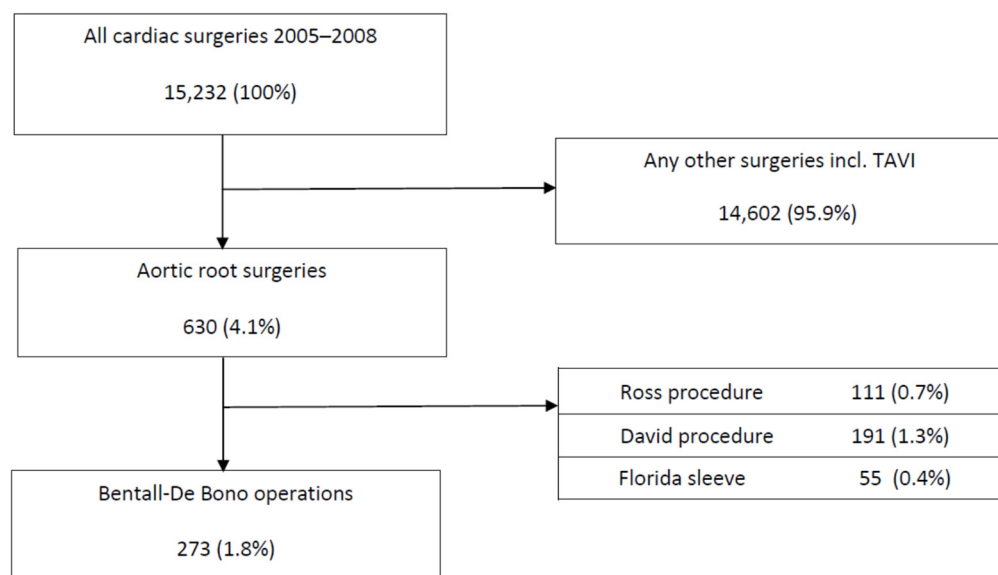 All cardiac surgeries 2005–2008
15,232 (100%)
Any other surgeries incl. TAVI
14,602 (95.9%)
Aortic root surgeries
630 (4.1%)
Ross procedure 111 (0.7%)
David procedure 191 (1.3%)
Florida sleeve 55 (0.4%)
Bentall-De Bono operations
273 (1.8%)